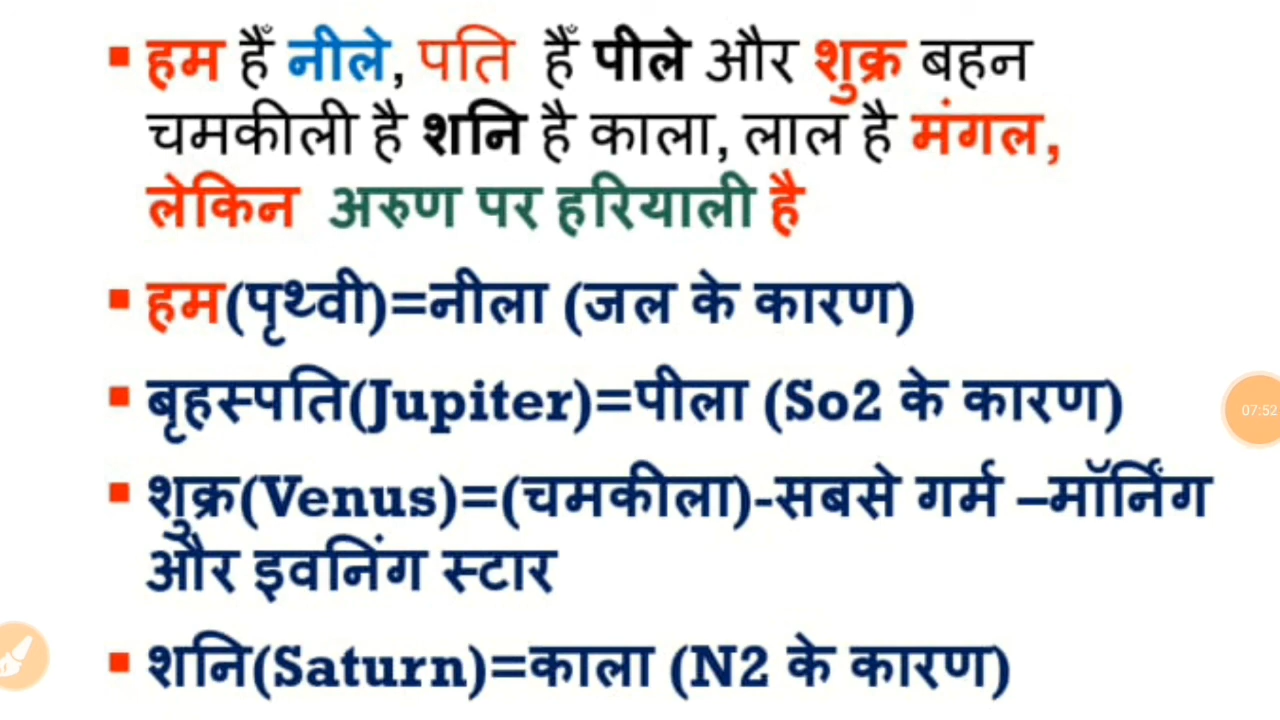 ▪ हम हैं नीले, पति हैं पीले और शुक्र बहन
चमकीली है शनि है काला, लाल है मंगल,
लेकिन अरुण पर हरियाली है
▪ हम(पृथ्वी)=नीला (जल के कारण)
▪ बृहस्पति(Jupiter)=पीला (So2 के कारण)
▪ शुक्र(Venus)=(चमकीला)-सबसे गर्म –मॉर्निंग
और इवनिंग स्टार
▪ शनि(Saturn)=काला (N2 के कारण)
07:52